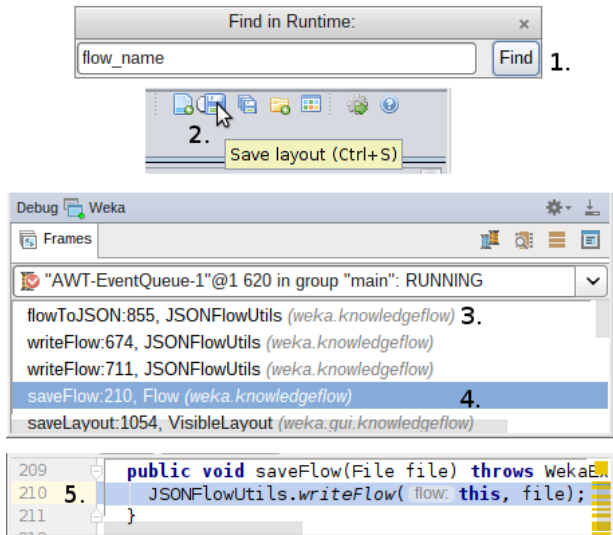 Find in Runtime:
flow_name
Find
1.
2.
Save layout (Ctrl+S)
Debug Weka
Frames
"AWT-EventQueue-1"@1 620 in group "main": RUNNING
flowToJSON:855, JSONFlowUtils (weka.knowledgeflow) 3.
writeFlow:674, JSONFlowUtils (weka.knowledgeflow)
writeFlow:711, JSONFlowUtils (weka.knowledgeflow)
saveFlow:210, Flow (weka.knowledgeflow) 4.
saveLayout:1054, VisibleLayout (weka.gui.knowledgeflow)
209 public void saveFlow(File file) throws WekaEx
210 5. JSONFlowUtils.writeFlow( flow: this, file);
211 }